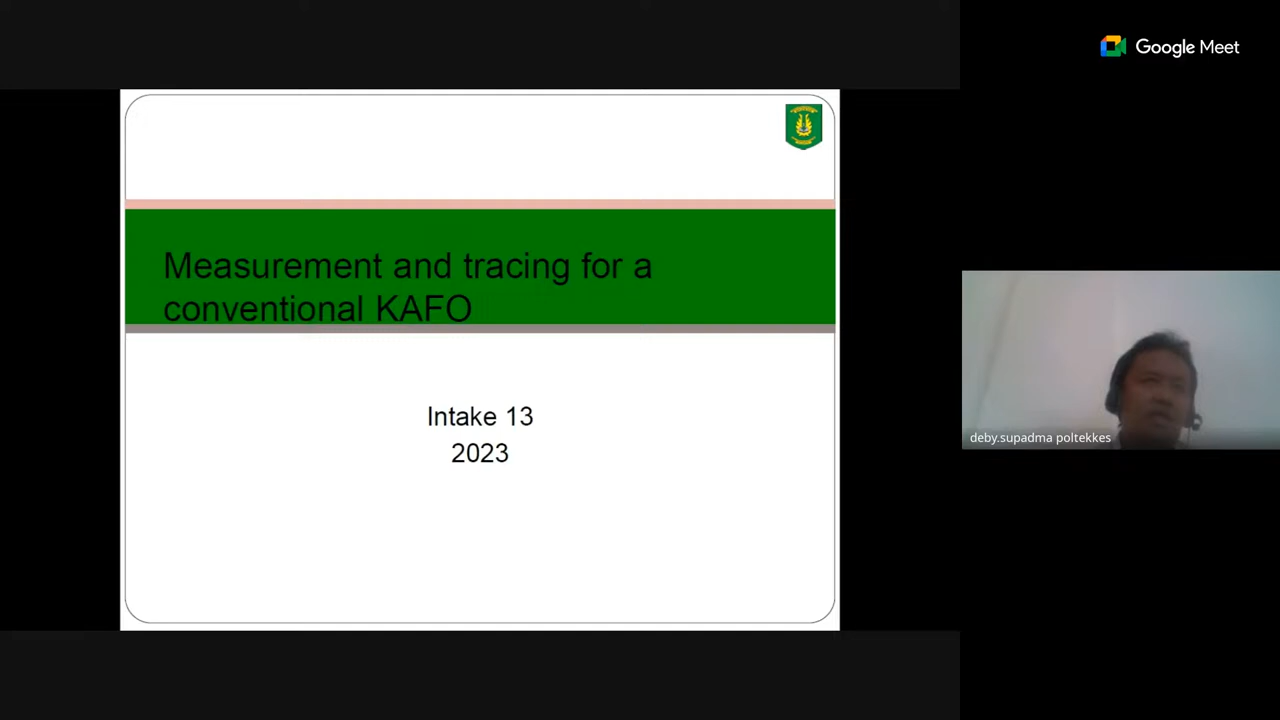 Google Meet
Measurement and tracing for a
conventional KAFO
Intake 13
2023
deby.supadma poltekkes